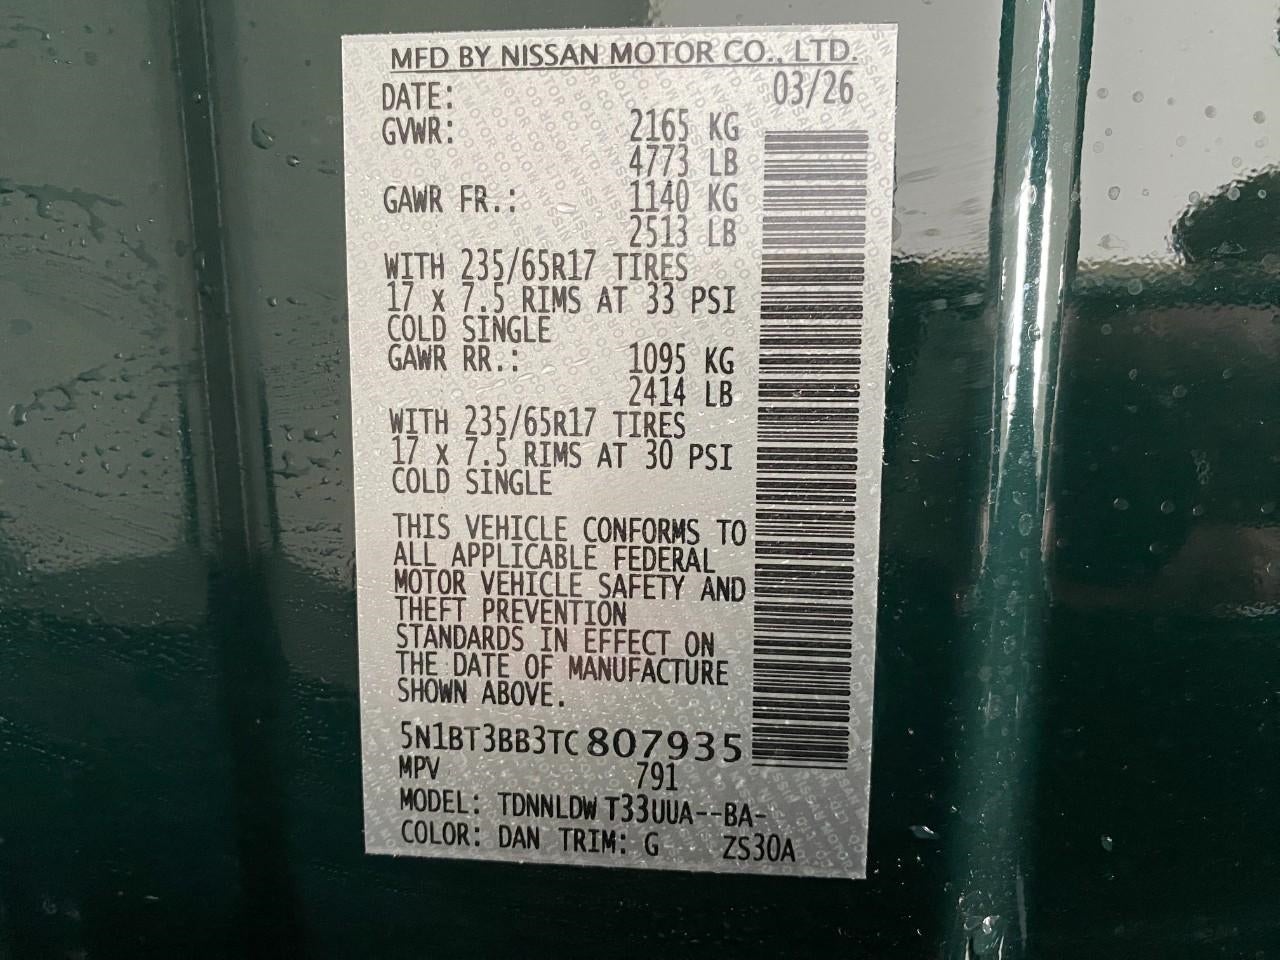 MFD BY NISSAN MOTOR CO., LTD.
DATE: 03/26
GVWR: 2165 KG
4773 LB
GAWR FR.: 1140 KG
2513 LB
WITH 235/65R17 TIRES
17 x 7.5 RIMS AT 33 PSI
COLD SINGLE
GAWR RR.: 1095 KG
2414 LB
WITH 235/65R17 TIRES
17 x 7.5 RIMS AT 30 PSI
COLD SINGLE
THIS VEHICLE CONFORMS TO
ALL APPLICABLE FEDERAL
MOTOR VEHICLE SAFETY AND
THEFT PREVENTION
STANDARDS IN EFFECT ON
THE DATE OF MANUFACTURE
SHOWN ABOVE.
5N1BT3BB3TC807935
MPV 791
MODEL: TDNNLDW T33UUA--BA-
COLOR: DAN TRIM: G ZS30A